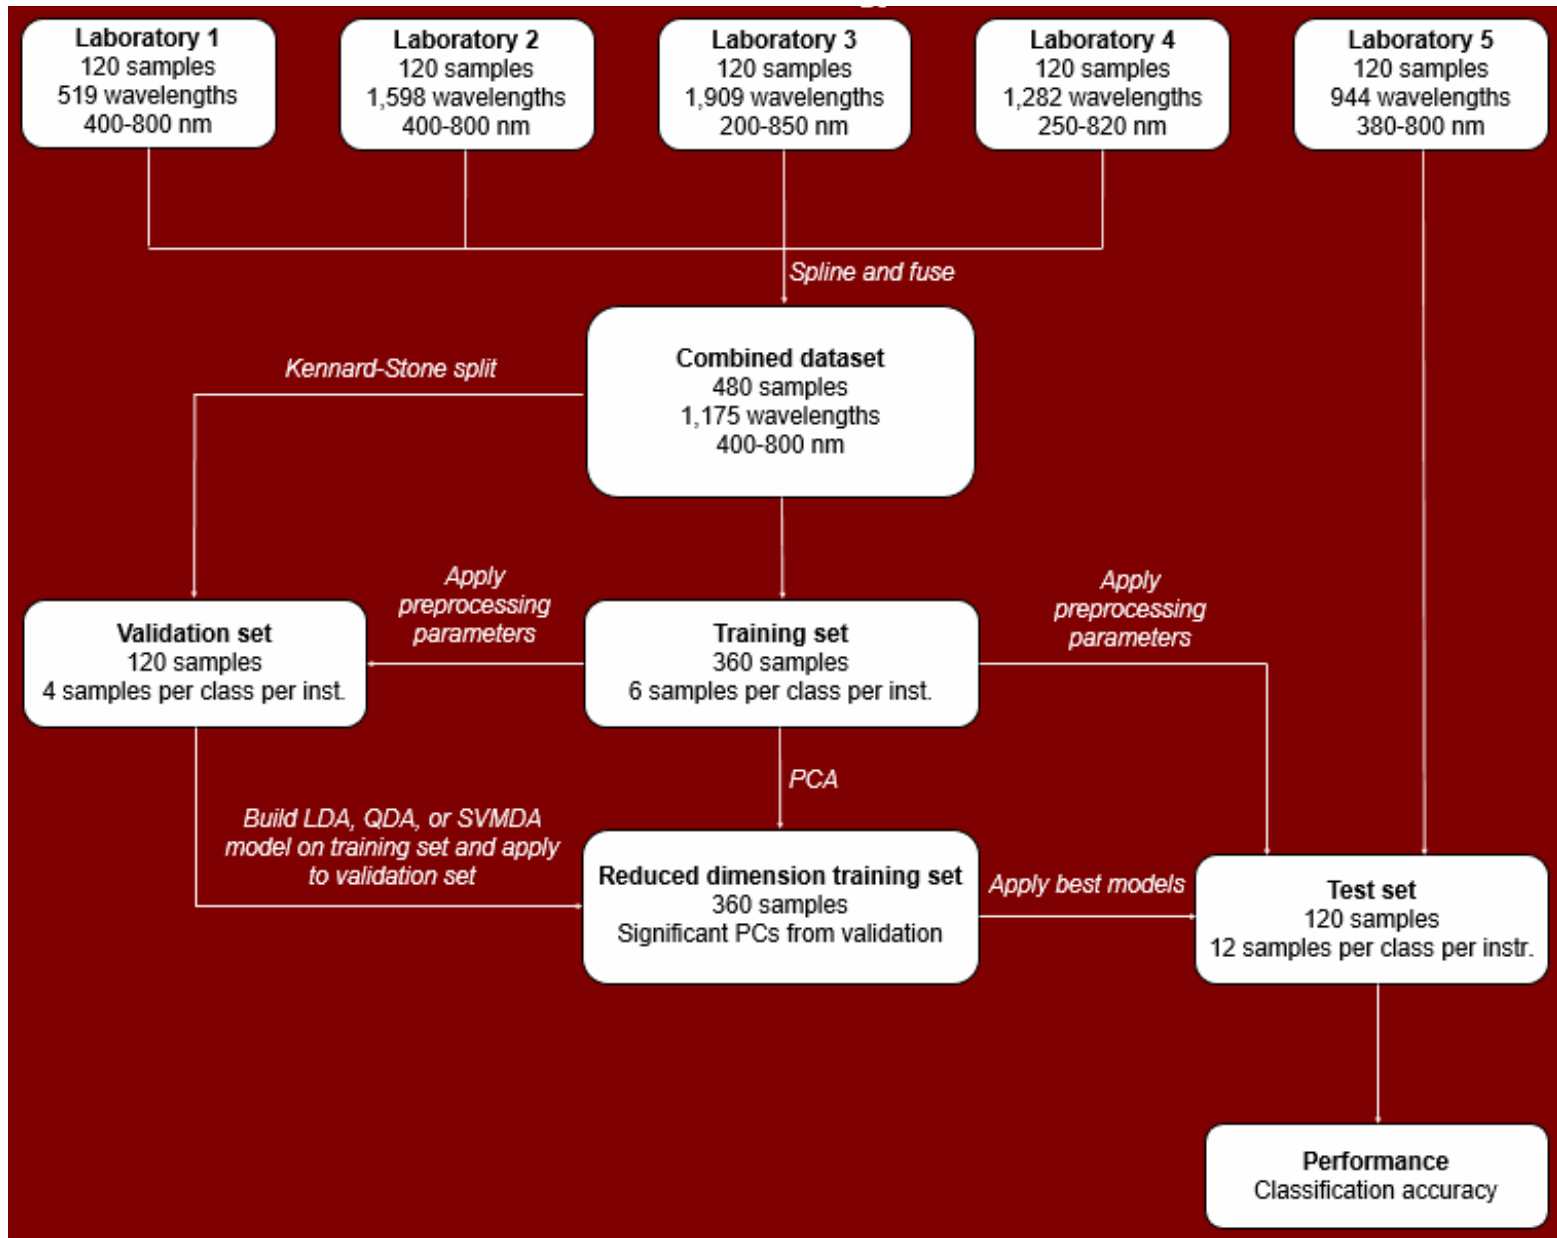 Laboratory 1
120 samples
519 wavelengths
400-800 nm
Laboratory 2
120 samples
1,598 wavelengths
400-800 nm
Laboratory 3
120 samples
1,909 wavelengths
200-850 nm
Laboratory 4
120 samples
1,282 wavelengths
250-820 nm
Laboratory 5
120 samples
944 wavelengths
380-800 nm
Spline and fuse
Combined dataset
480 samples
1,175 wavelengths
400-800 nm
Kennard-Stone split
Apply
preprocessing
parameters
Apply
preprocessing
parameters
Validation set
120 samples
4 samples per class per inst.
Training set
360 samples
6 samples per class per inst.
PCA
Build LDA, QDA, or SVMDA
model on training set and apply
to validation set
Reduced dimension training set
360 samples
Significant PCs from validation
Apply best models
Test set
120 samples
12 samples per class per instr.
Performance
Classification accuracy